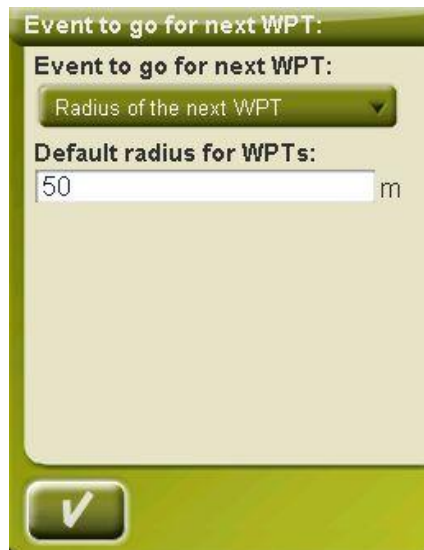 Event to go for next WPT:
Event to go for next WPT:
Radius of the next WPT
Default radius for WPTs:
50 m